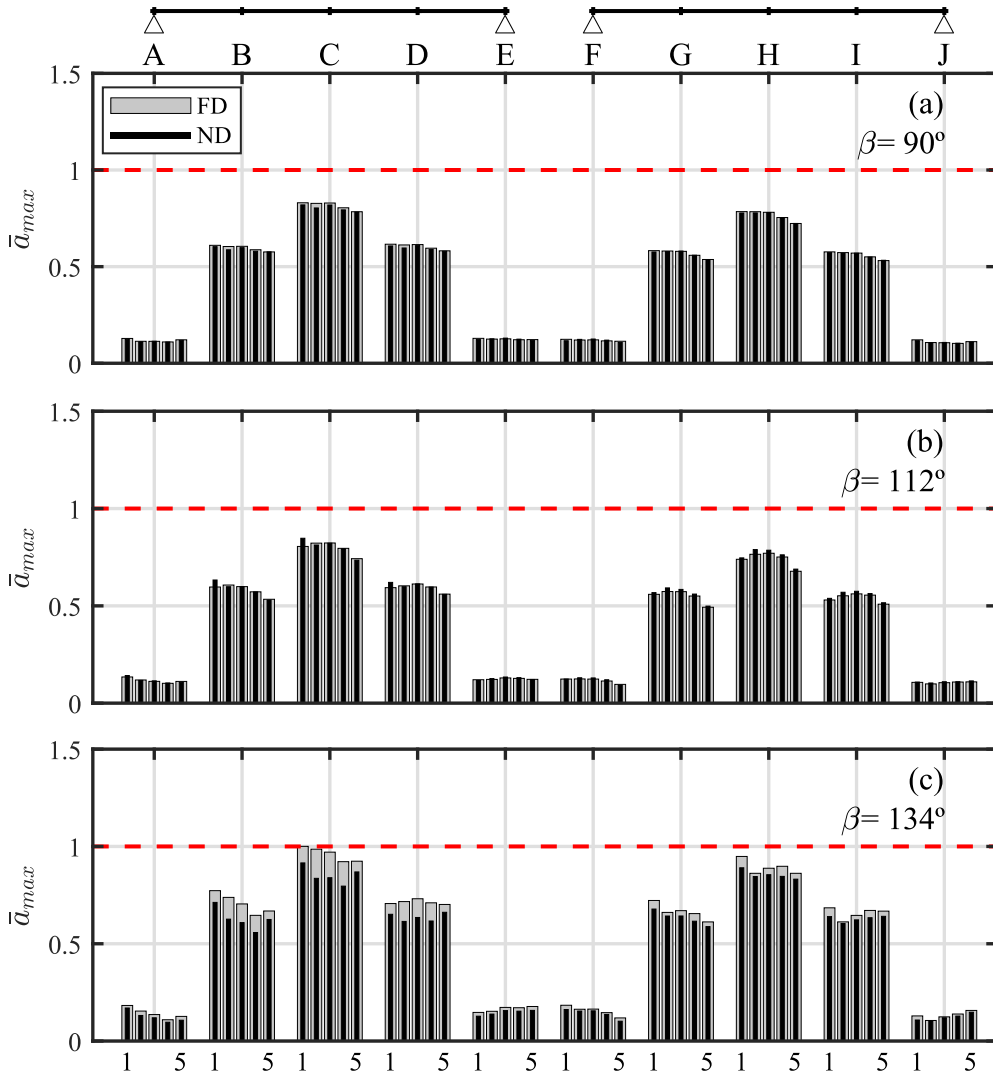 A B C D E F G H I J
1.5
FD
ND
(a)
β= 90º
1
0.5
0
ā_max
1.5
(b)
β= 112º
1
0.5
0
ā_max
1.5
(c)
β= 134º
1
0.5
0
ā_max
1 5 1 5 1 5 1 5 1 5 1 5 1 5 1 5 1 5 1 5